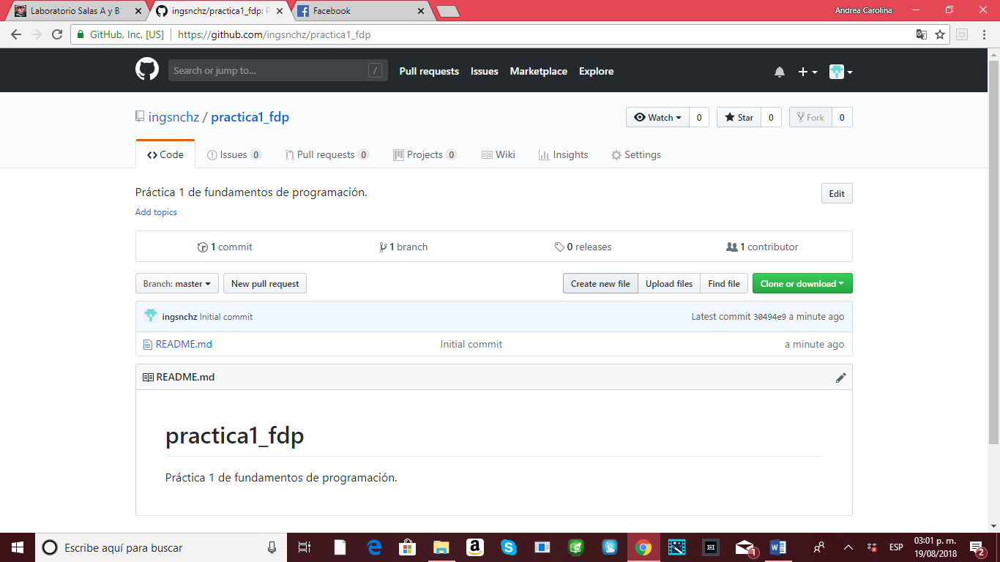 Laboratorio Salas A y B
ingsnchz/practica1_fdp: P
Facebook
Andrea Carolina
GitHub, Inc. [US] https://github.com/ingsnchz/practica1_fdp
Search or jump to... /
Pull requests Issues Marketplace Explore
ingsnchz / practica1_fdp
Watch 0 Star 0 Fork 0
Code Issues 0 Pull requests 0 Projects 0 Wiki Insights Settings
Práctica 1 de fundamentos de programación.
Edit
Add topics
1 commit 1 branch 0 releases 1 contributor
Branch: master New pull request Create new file Upload files Find file Clone or download
ingsnchz Initial commit Latest commit 30494e9 a minute ago
README.md Initial commit a minute ago
README.md
practica1_fdp
Práctica 1 de fundamentos de programación.
Escribe aquí para buscar
1
ESP
03:01 p. m.
19/08/2018
2